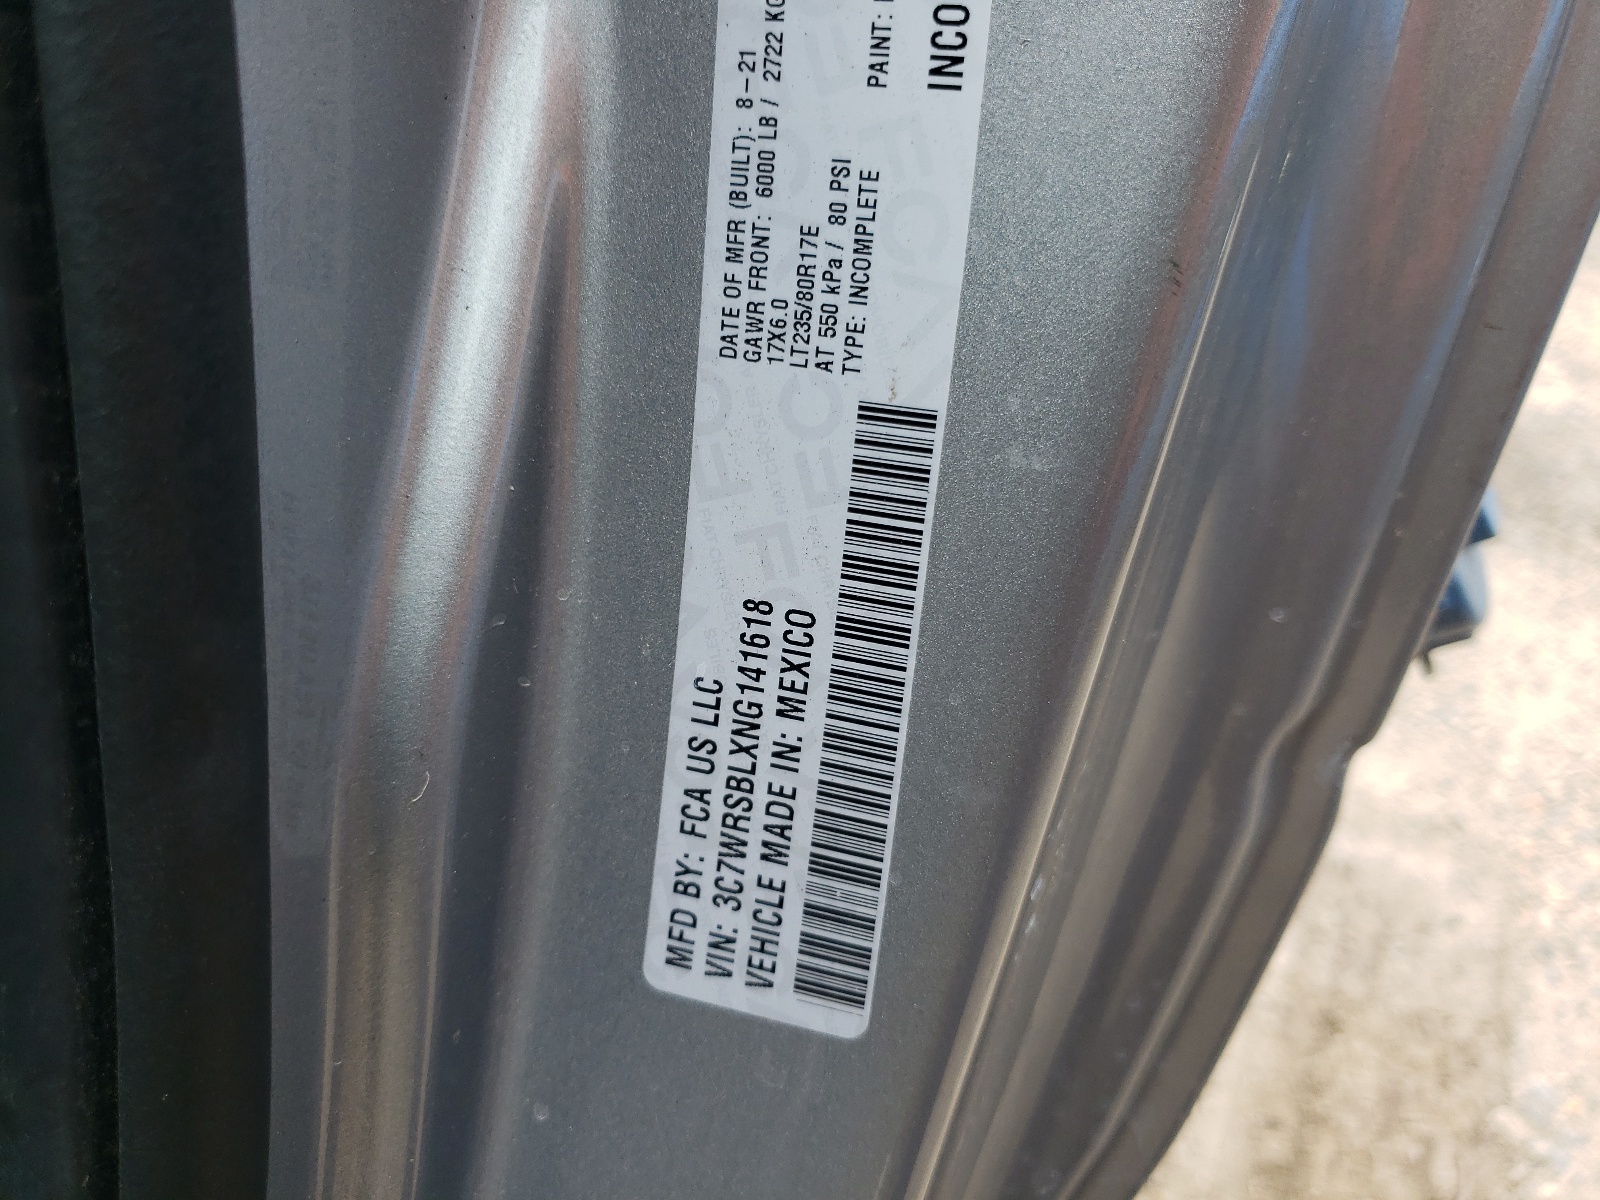 MFD BY: FCA US LLC
VIN: 3C7WRSBLXNG141618
VEHICLE MADE IN: MEXICO
DATE OF MFR (BUILT): 8-21
GAWR FRONT: 6000 LB / 2722 KG
17X6.0
LT235/80R17E
AT 550 kPa / 80 PSI
TYPE: INCOMPLETE
PAINT:
INCO